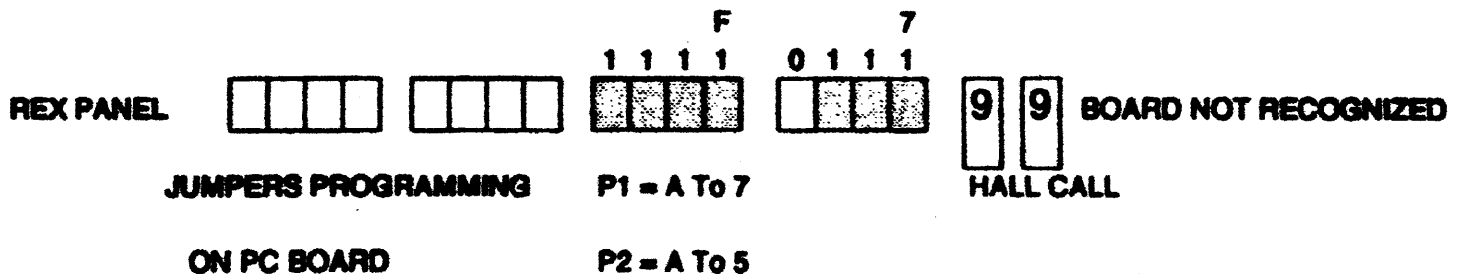 F 7
1 1 1 1 0 1 1 1
REX PANEL 9 9 BOARD NOT RECOGNIZED
JUMPERS PROGRAMMING P1 = A To 7 HALL CALL
ON PC BOARD P2 = A To 5